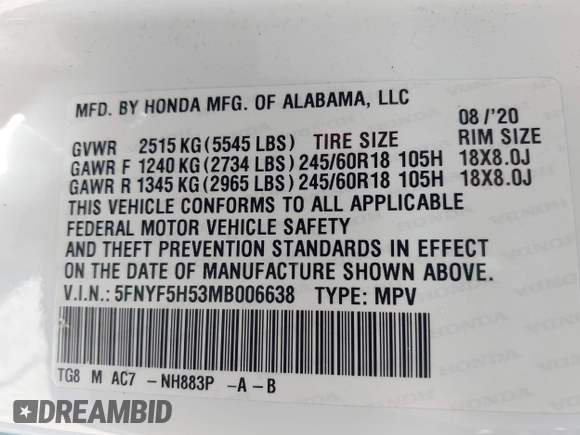 MFD. BY HONDA MFG. OF ALABAMA, LLC
08 /'20
GVWR 2515 KG (5545 LBS) TIRE SIZE RIM SIZE
GAWR F 1240 KG (2734 LBS) 245/60R18 105H 18X8.0J
GAWR R 1345 KG (2965 LBS) 245/60R18 105H 18X8.0J
THIS VEHICLE CONFORMS TO ALL APPLICABLE
FEDERAL MOTOR VEHICLE SAFETY
AND THEFT PREVENTION STANDARDS IN EFFECT
ON THE DATE OF MANUFACTURE SHOWN ABOVE.
V.I.N.: 5FNYF5H53MB006638 TYPE: MPV
TG8 M AC7 - NH883P -A - B
DREAMBID